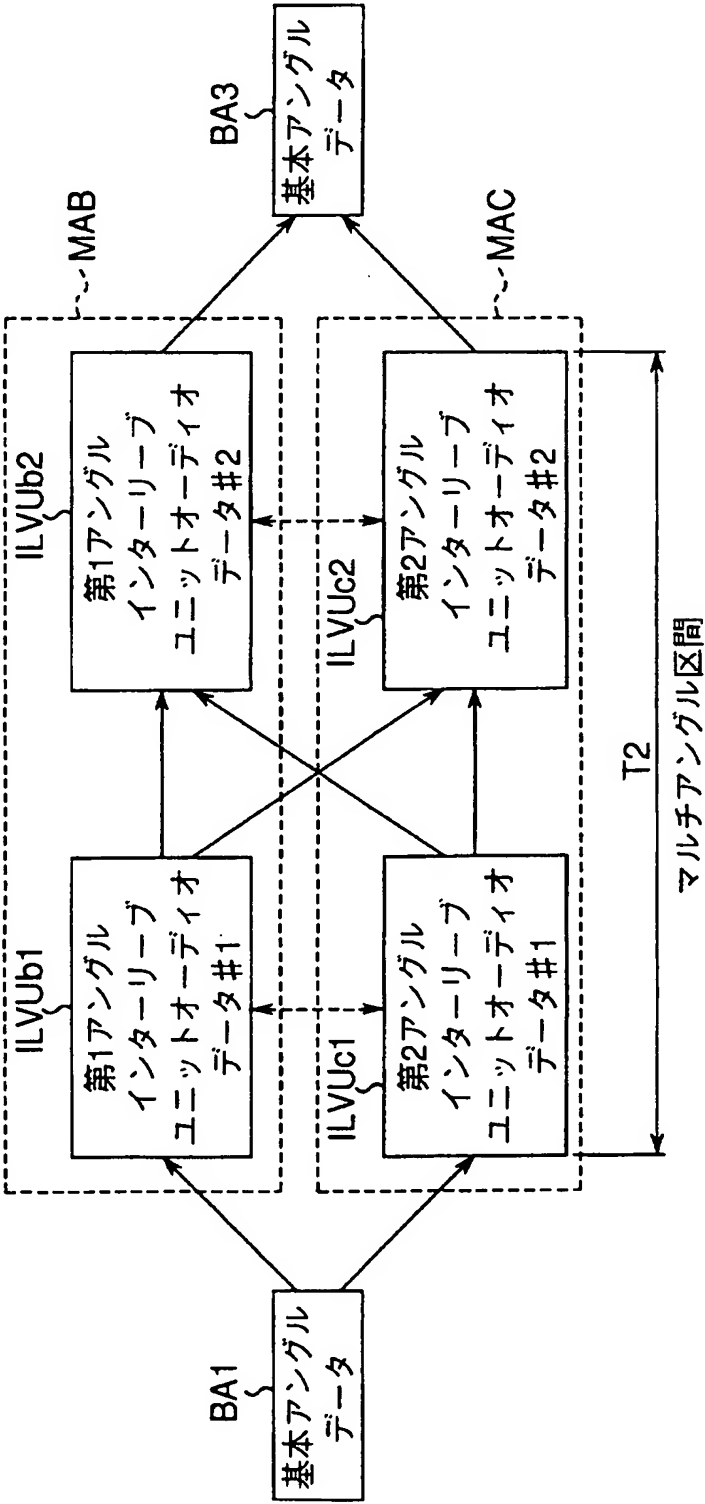 BA1
基本アングル
データ
MAB
ILVUb1
第1アングル
インターリーブ
ユニットオーディオ
データ#1
ILVUb2
第1アングル
インターリーブ
ユニットオーディオ
データ#2
MAC
ILVUc1
第2アングル
インターリーブ
ユニットオーディオ
データ#1
ILVUc2
第2アングル
インターリーブ
ユニットオーディオ
データ#2
BA3
基本アングル
データ
T2
マルチアングル区間